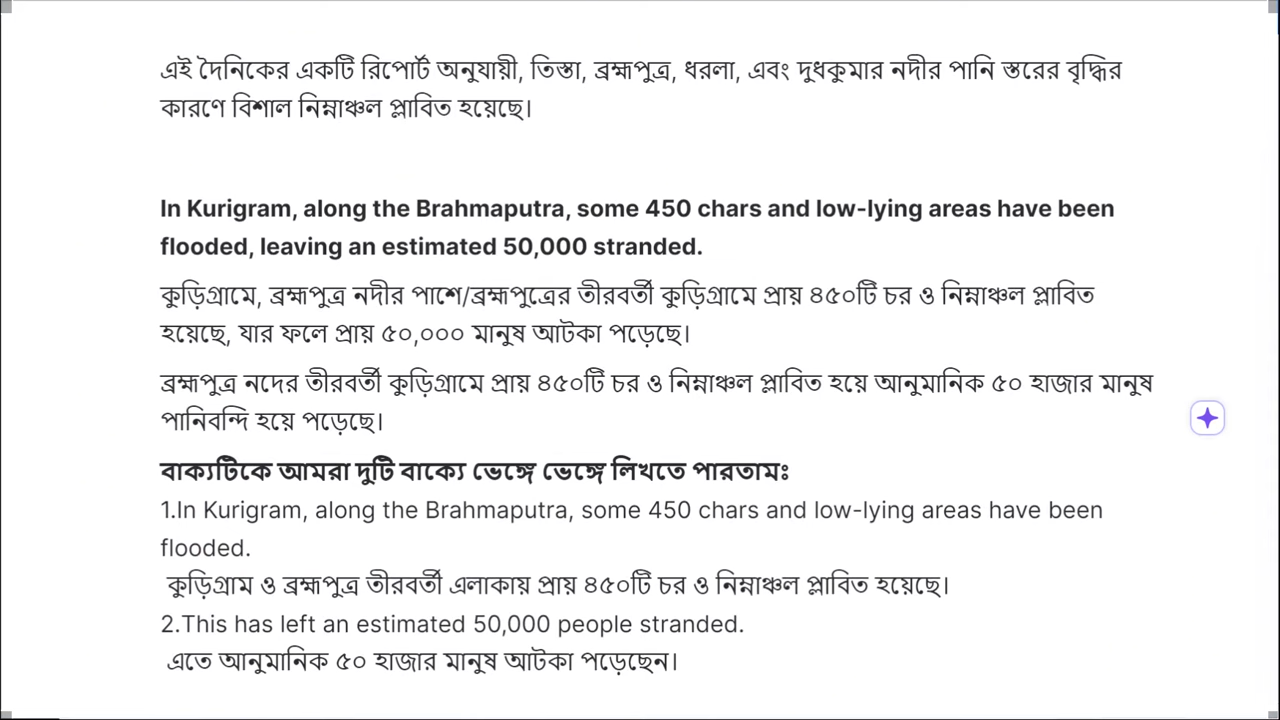 এই দৈনিকের একটি রিপোর্ট অনুযায়ী, তিস্তা, ব্রহ্মপুত্র, ধরলা, এবং দুধকুমার নদীর পানি স্তরের বৃদ্ধির
কারণে বিশাল নিম্নাঞ্চল প্লাবিত হয়েছে।
In Kurigram, along the Brahmaputra, some 450 chars and low-lying areas have been
flooded, leaving an estimated 50,000 stranded.
কুড়িগ্রামে, ব্রহ্মপুত্র নদীর পাশে/ব্রহ্মপুত্রের তীরবর্তী কুড়িগ্রামে প্রায় ৪৫০টি চর ও নিম্নাঞ্চল প্লাবিত
হয়েছে, যার ফলে প্রায় ৫০,০০০ মানুষ আটকা পড়েছে।
ব্রহ্মপুত্র নদের তীরবর্তী কুড়িগ্রামে প্রায় ৪৫০টি চর ও নিম্নাঞ্চল প্লাবিত হয়ে আনুমানিক ৫০ হাজার মানুষ
পানিবন্দি হয়ে পড়েছে।
বাক্যটিকে আমরা দুটি বাক্যে ভেঙ্গে ভেঙ্গে লিখতে পারতামঃ
1.In Kurigram, along the Brahmaputra, some 450 chars and low-lying areas have been
flooded.
কুড়িগ্রাম ও ব্রহ্মপুত্র তীরবর্তী এলাকায় প্রায় ৪৫০টি চর ও নিম্নাঞ্চল প্লাবিত হয়েছে।
2.This has left an estimated 50,000 people stranded.
এতে আনুমানিক ৫০ হাজার মানুষ আটকা পড়েছেন।